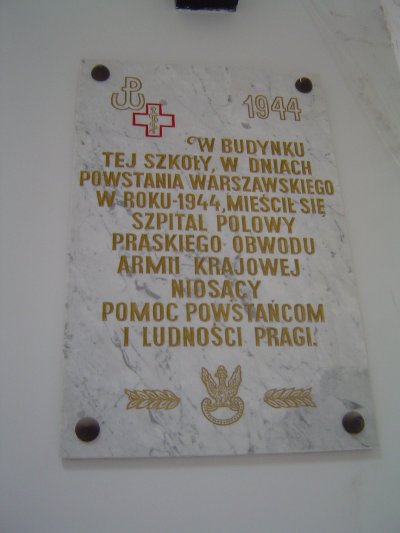 1944
W BUDYNKU
TEJ SZKOŁY, W DNIACH
POWSTANIA WARSZAWSKIEGO
W ROKU-1944, MIEŚCIŁ SIĘ
SZPITAL POLOWY
PRASKIEGO OBWODU
ARMII KRAJOWEJ
NIOSĄCY
POMOC POWSTAŃCOM
I LUDNOŚCI PRAGI.